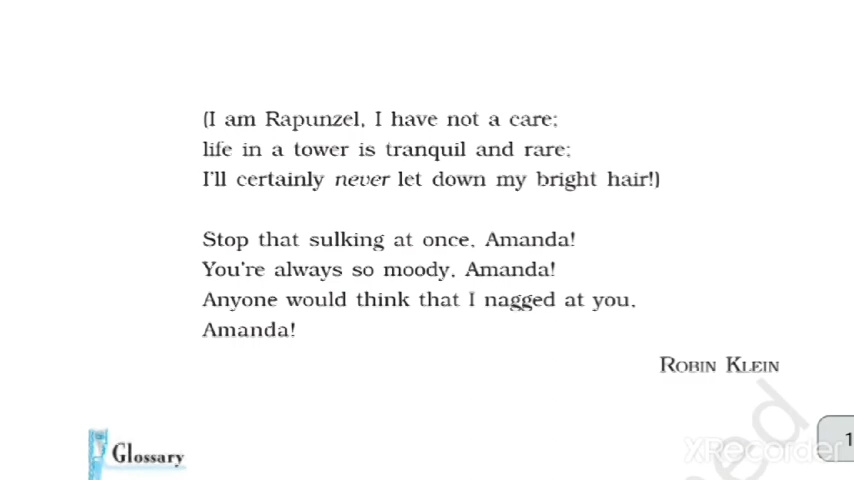 (I am Rapunzel, I have not a care;
life in a tower is tranquil and rare;
I'll certainly never let down my bright hair!)
Stop that sulking at once, Amanda!
You're always so moody, Amanda!
Anyone would think that I nagged at you,
Amanda!
ROBIN KLEIN
Glossary
XRecorder
1